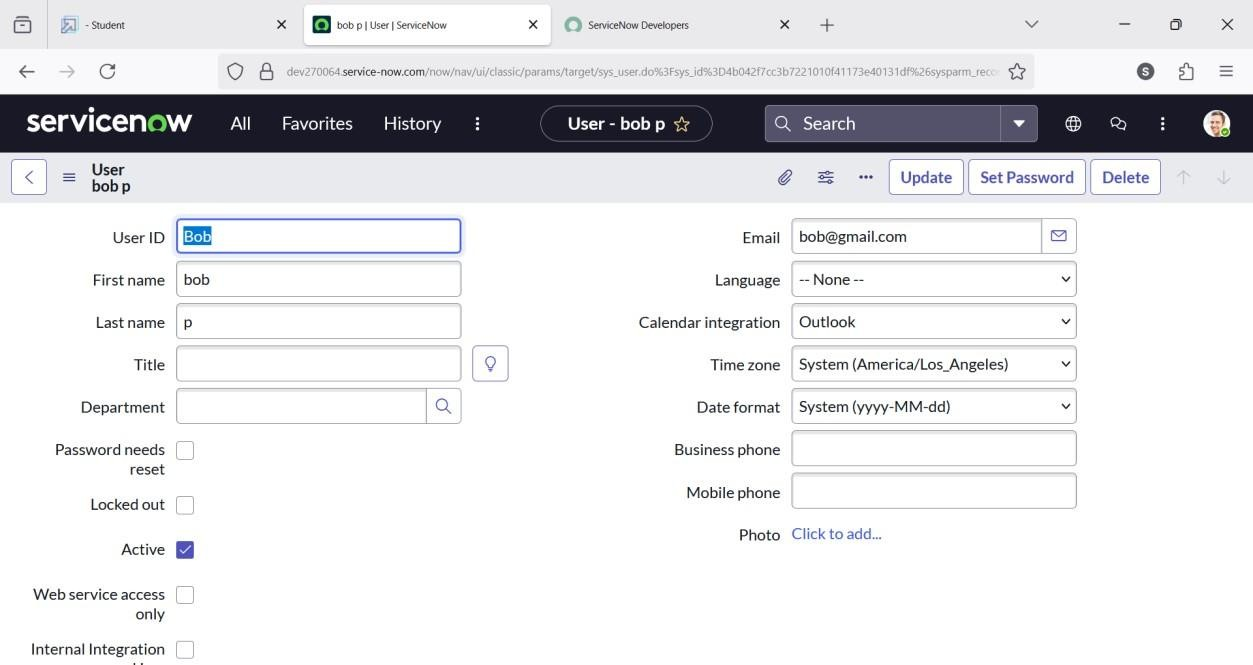 - Student
bob p | User | ServiceNow
ServiceNow Developers
dev270064.service-now.com/now/nav/ui/classic/params/target/sys_user.do%3Fsys_id%3D4b042f7cc3b7221010f41173e40131df%26sysparm_reco
S
servicenow
All
Favorites
History
User - bob p
Search
User
bob p
Update
Set Password
Delete
User ID
Bob
Email
bob@gmail.com
First name
bob
Language
-- None --
Last name
p
Calendar integration
Outlook
Title
Time zone
System (America/Los_Angeles)
Department
Date format
System (yyyy-MM-dd)
Password needs
reset
Business phone
Locked out
Mobile phone
Active
Photo
Click to add...
Web service access
only
Internal Integration